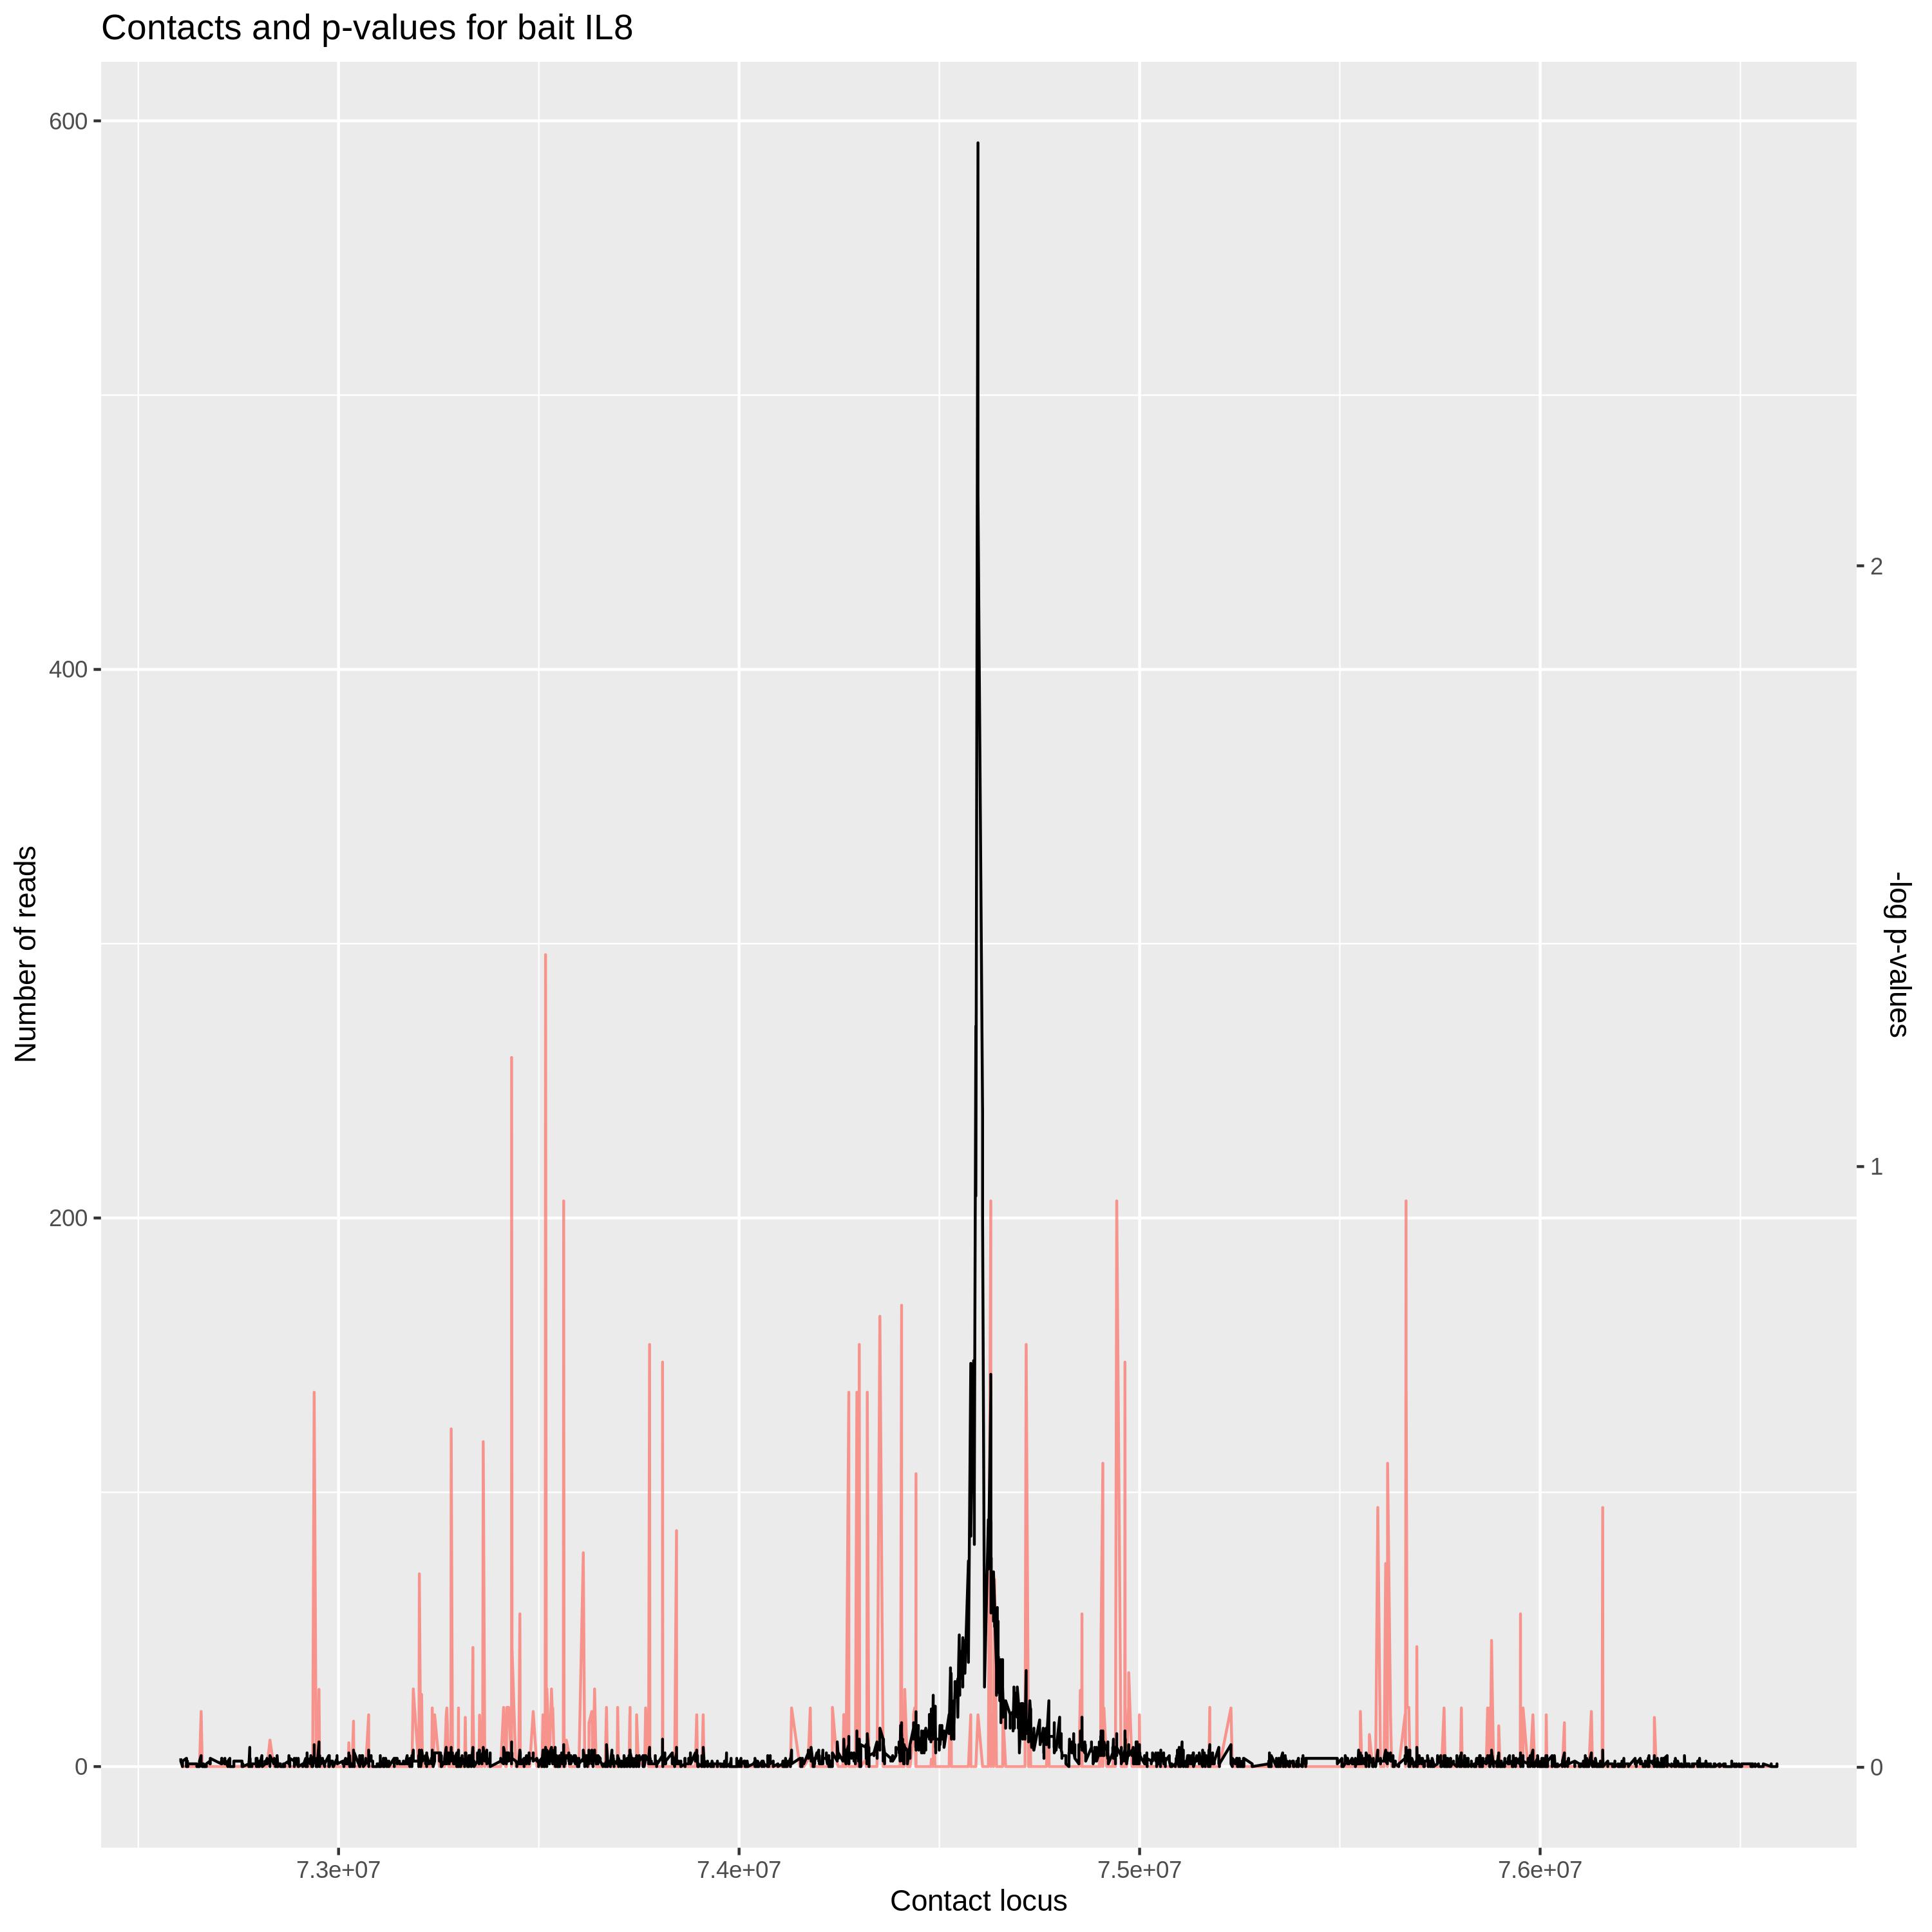 Contacts and p-values for bait IL8
600
400
200
0
Number of reads
2
1
0
-log p-values
7.3e+07
7.4e+07
7.5e+07
7.6e+07
Contact locus